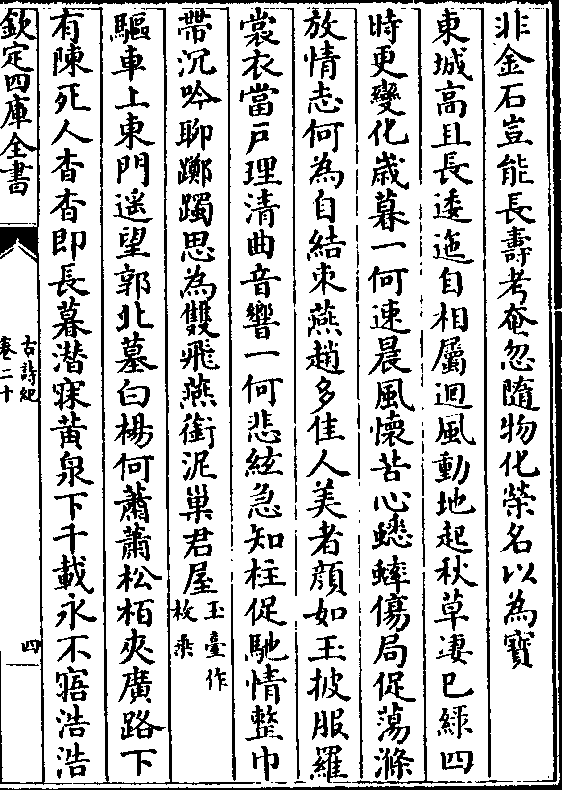 非金石豈能長壽考奄忽隨物化榮名以為寳
東城高且長逶迤自相屬迴風動地起秋草凄已緑四
時更變化歳暮一何速晨風懷苦心蟋蟀傷局促蕩滌
放情志何為自結束燕趙多佳人美者顔如玉披服羅
裳衣當戸理清曲音響一何悲絃急知柱促馳情整巾
帶沉吟聊躑躅思為雙飛燕銜泥巢君屋玉臺作枚乘
驅車上東門遥望郭北墓白楊何蕭蕭松栢夾廣路下
有陳死人杳杳即長暮潛寐黄泉下千載永不寤浩浩
欽定四庫全書
古詩紀
卷二十
四